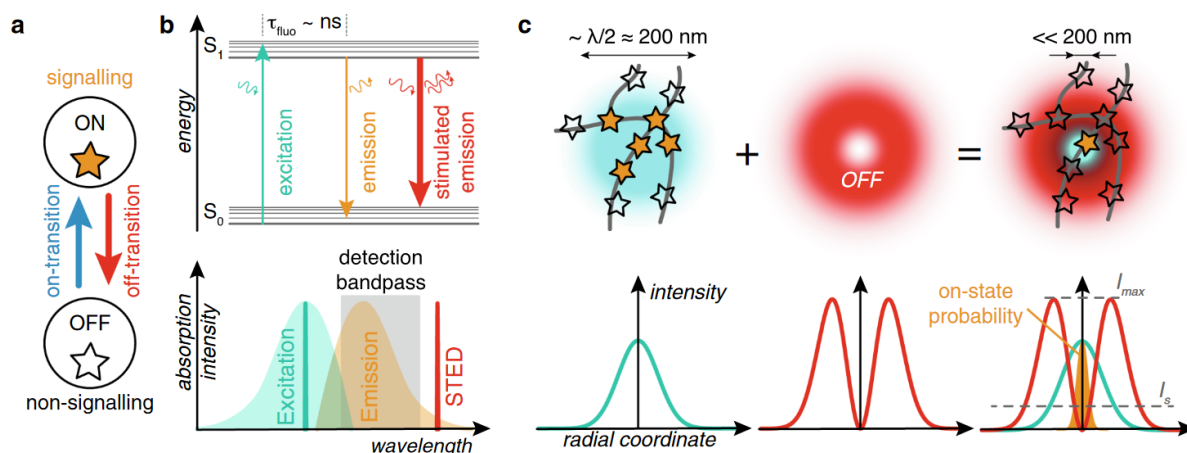 a
signalling
ON
on-transition
off-transition
OFF
non-signalling
b
τfluo ~ ns
energy
S1
S0
excitation
emission
stimulated
emission
detection
bandpass
absorption
intensity
Excitation
Emission
STED
wavelength
c
~ λ/2 ≈ 200 nm
+
OFF
=
<< 200 nm
intensity
radial coordinate
on-state
probability
Imax
Is